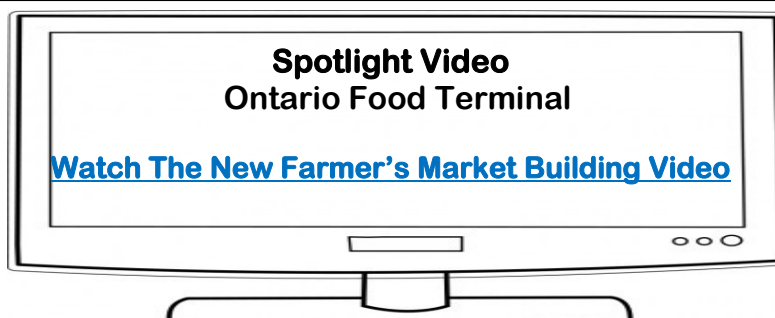 Spotlight Video
Ontario Food Terminal
Watch The New Farmer’s Market Building Video